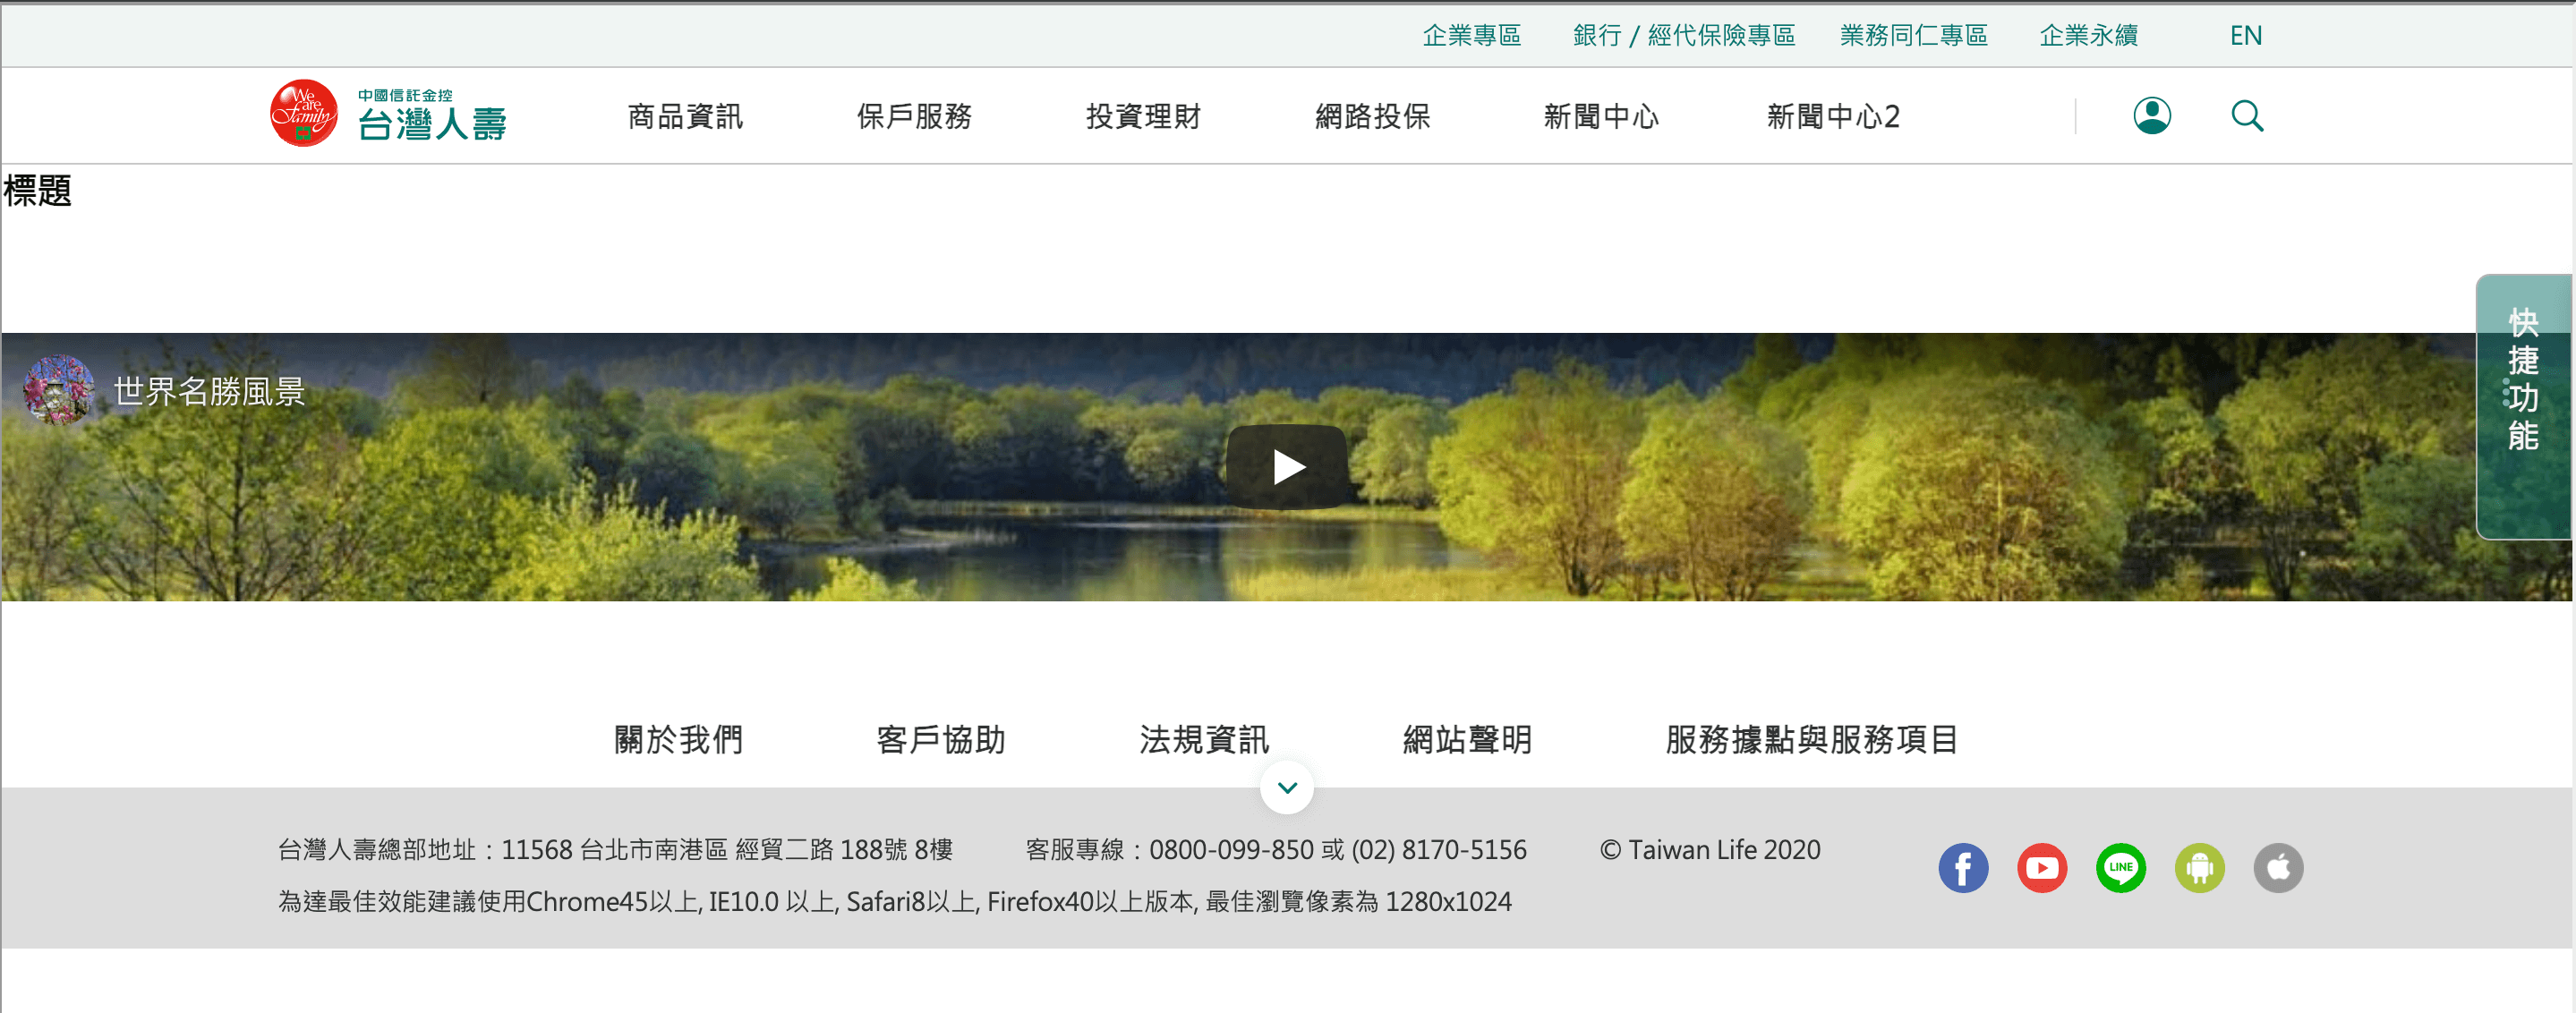 企業專區 銀行 / 經代保險專區 業務同仁專區 企業永續 EN
We are Family
中國信託金控
台灣人壽
商品資訊 保戶服務 投資理財 網路投保 新聞中心 新聞中心2
標題
世界名勝風景
快捷功能
關於我們 客戶協助 法規資訊 網站聲明 服務據點與服務項目
台灣人壽總部地址：11568 台北市南港區 經貿二路 188號 8樓 客服專線：0800-099-850 或 (02) 8170-5156 © Taiwan Life 2020
為達最佳效能建議使用Chrome45以上, IE10.0 以上, Safari8以上, Firefox40以上版本, 最佳瀏覽像素為 1280x1024
LINE